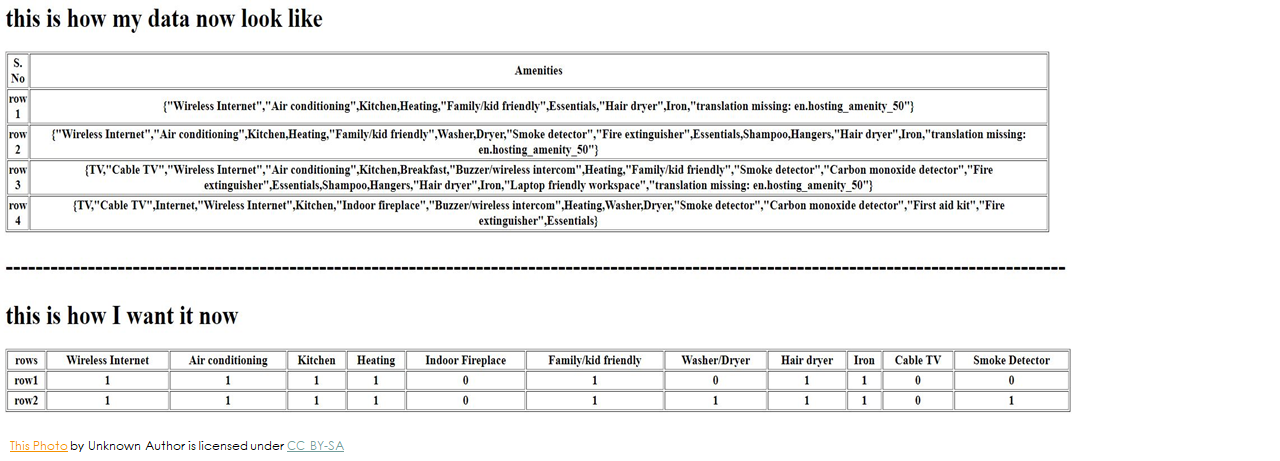 this is how my data now look like
S. No Amenities
row 1 {"Wireless Internet","Air conditioning",Kitchen,Heating,"Family/kid friendly",Essentials,"Hair dryer",Iron,"translation missing: en.hosting_amenity_50"}
row 2 {"Wireless Internet","Air conditioning",Kitchen,Heating,"Family/kid friendly",Washer,Dryer,"Smoke detector","Fire extinguisher",Essentials,Shampoo,Hangers,"Hair dryer",Iron,"translation missing:
en.hosting_amenity_50"}
row 3 {TV,"Cable TV","Wireless Internet","Air conditioning",Kitchen,Breakfast,"Buzzer/wireless intercom",Heating,"Family/kid friendly","Smoke detector","Carbon monoxide detector","Fire
extinguisher",Essentials,Shampoo,Hangers,"Hair dryer",Iron,"Laptop friendly workspace","translation missing: en.hosting_amenity_50"}
row 4 {TV,"Cable TV",Internet,"Wireless Internet",Kitchen,"Indoor fireplace","Buzzer/wireless intercom",Heating,Washer,Dryer,"Smoke detector","Carbon monoxide detector","First aid kit","Fire
extinguisher",Essentials}
this is how I want it now
rows Wireless Internet Air conditioning Kitchen Heating Indoor Fireplace Family/kid friendly Washer/Dryer Hair dryer Iron Cable TV Smoke Detector
row1 1 1 1 1 0 1 0 1 1 0 0
row2 1 1 1 1 0 1 1 1 1 0 1
This Photo by Unknown Author is licensed under CC BY-SA